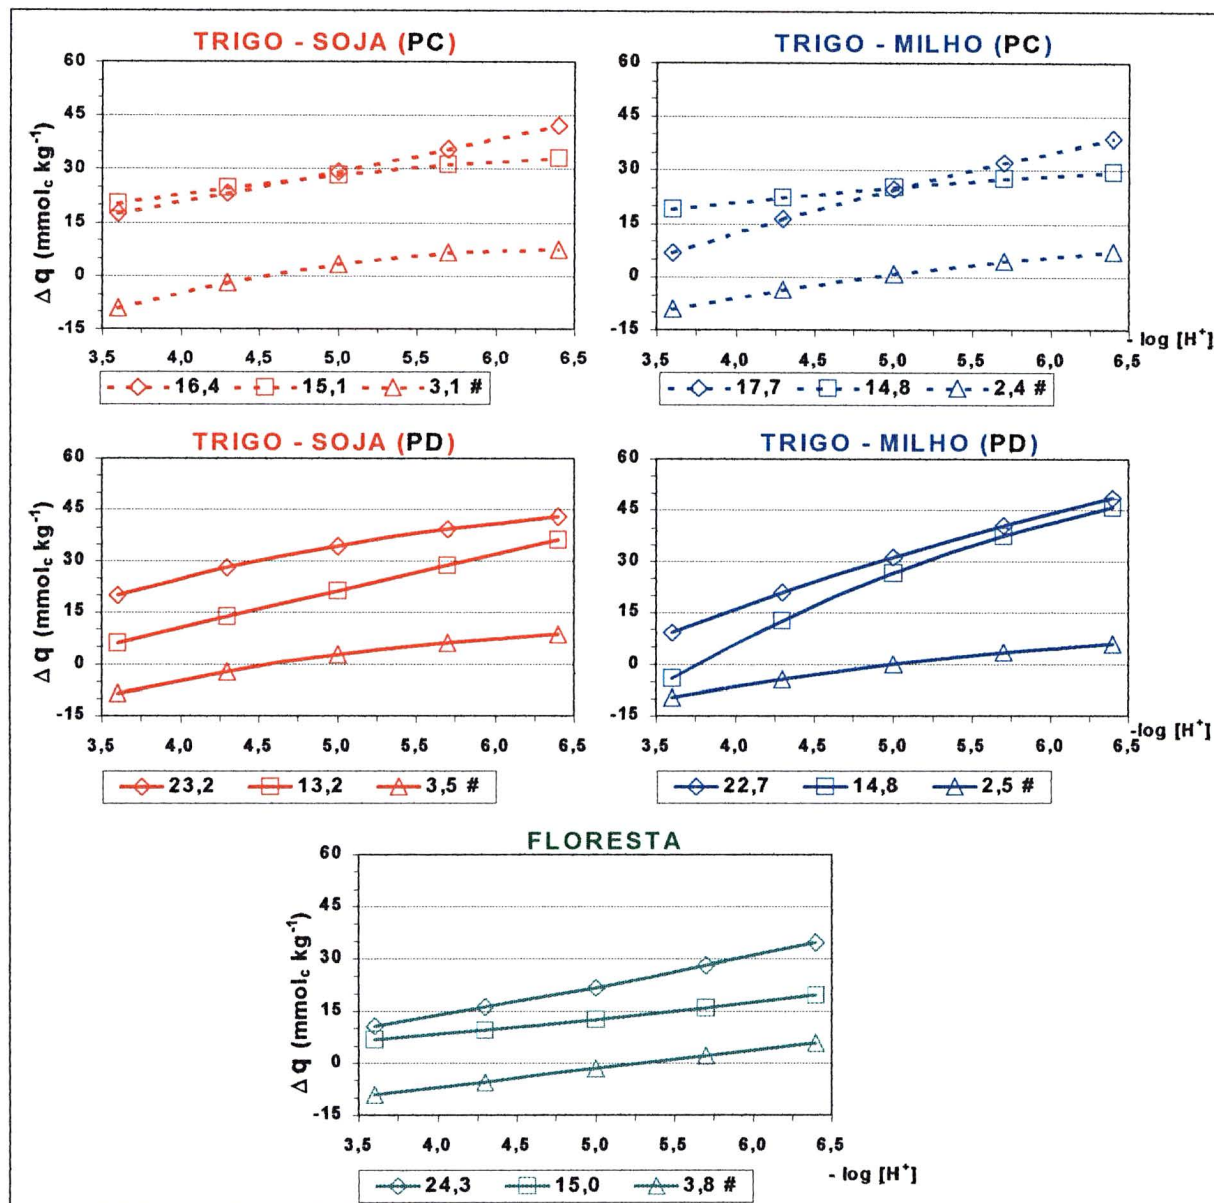 TRIGO - SOJA (PC)
Δ q (mmolc kg-1)
60
45
30
15
0
-15
3,5 4,0 4,5 5,0 5,5 6,0 6,5
16,4 15,1 3,1 #
TRIGO - MILHO (PC)
60
45
30
15
0
-15
3,5 4,0 4,5 5,0 5,5 6,0 6,5
- log [H+]
17,7 14,8 2,4 #
TRIGO - SOJA (PD)
Δ q (mmolc kg-1)
60
45
30
15
0
-15
3,5 4,0 4,5 5,0 5,5 6,0 6,5
23,2 13,2 3,5 #
TRIGO - MILHO (PD)
60
45
30
15
0
-15
3,5 4,0 4,5 5,0 5,5 6,0 6,5
-log [H+]
22,7 14,8 2,5 #
FLORESTA
Δ q (mmolc kg-1)
60
45
30
15
0
-15
3,5 4,0 4,5 5,0 5,5 6,0 6,5
- log [H+]
24,3 15,0 3,8 #